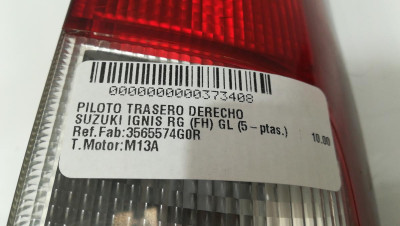 0000000000373408
PILOTO TRASERO DERECHO
SUZUKI IGNIS RG (FH) GL (5 - ptas.) 10.00
Ref.Fab:3565574G0R
T.Motor:M13A